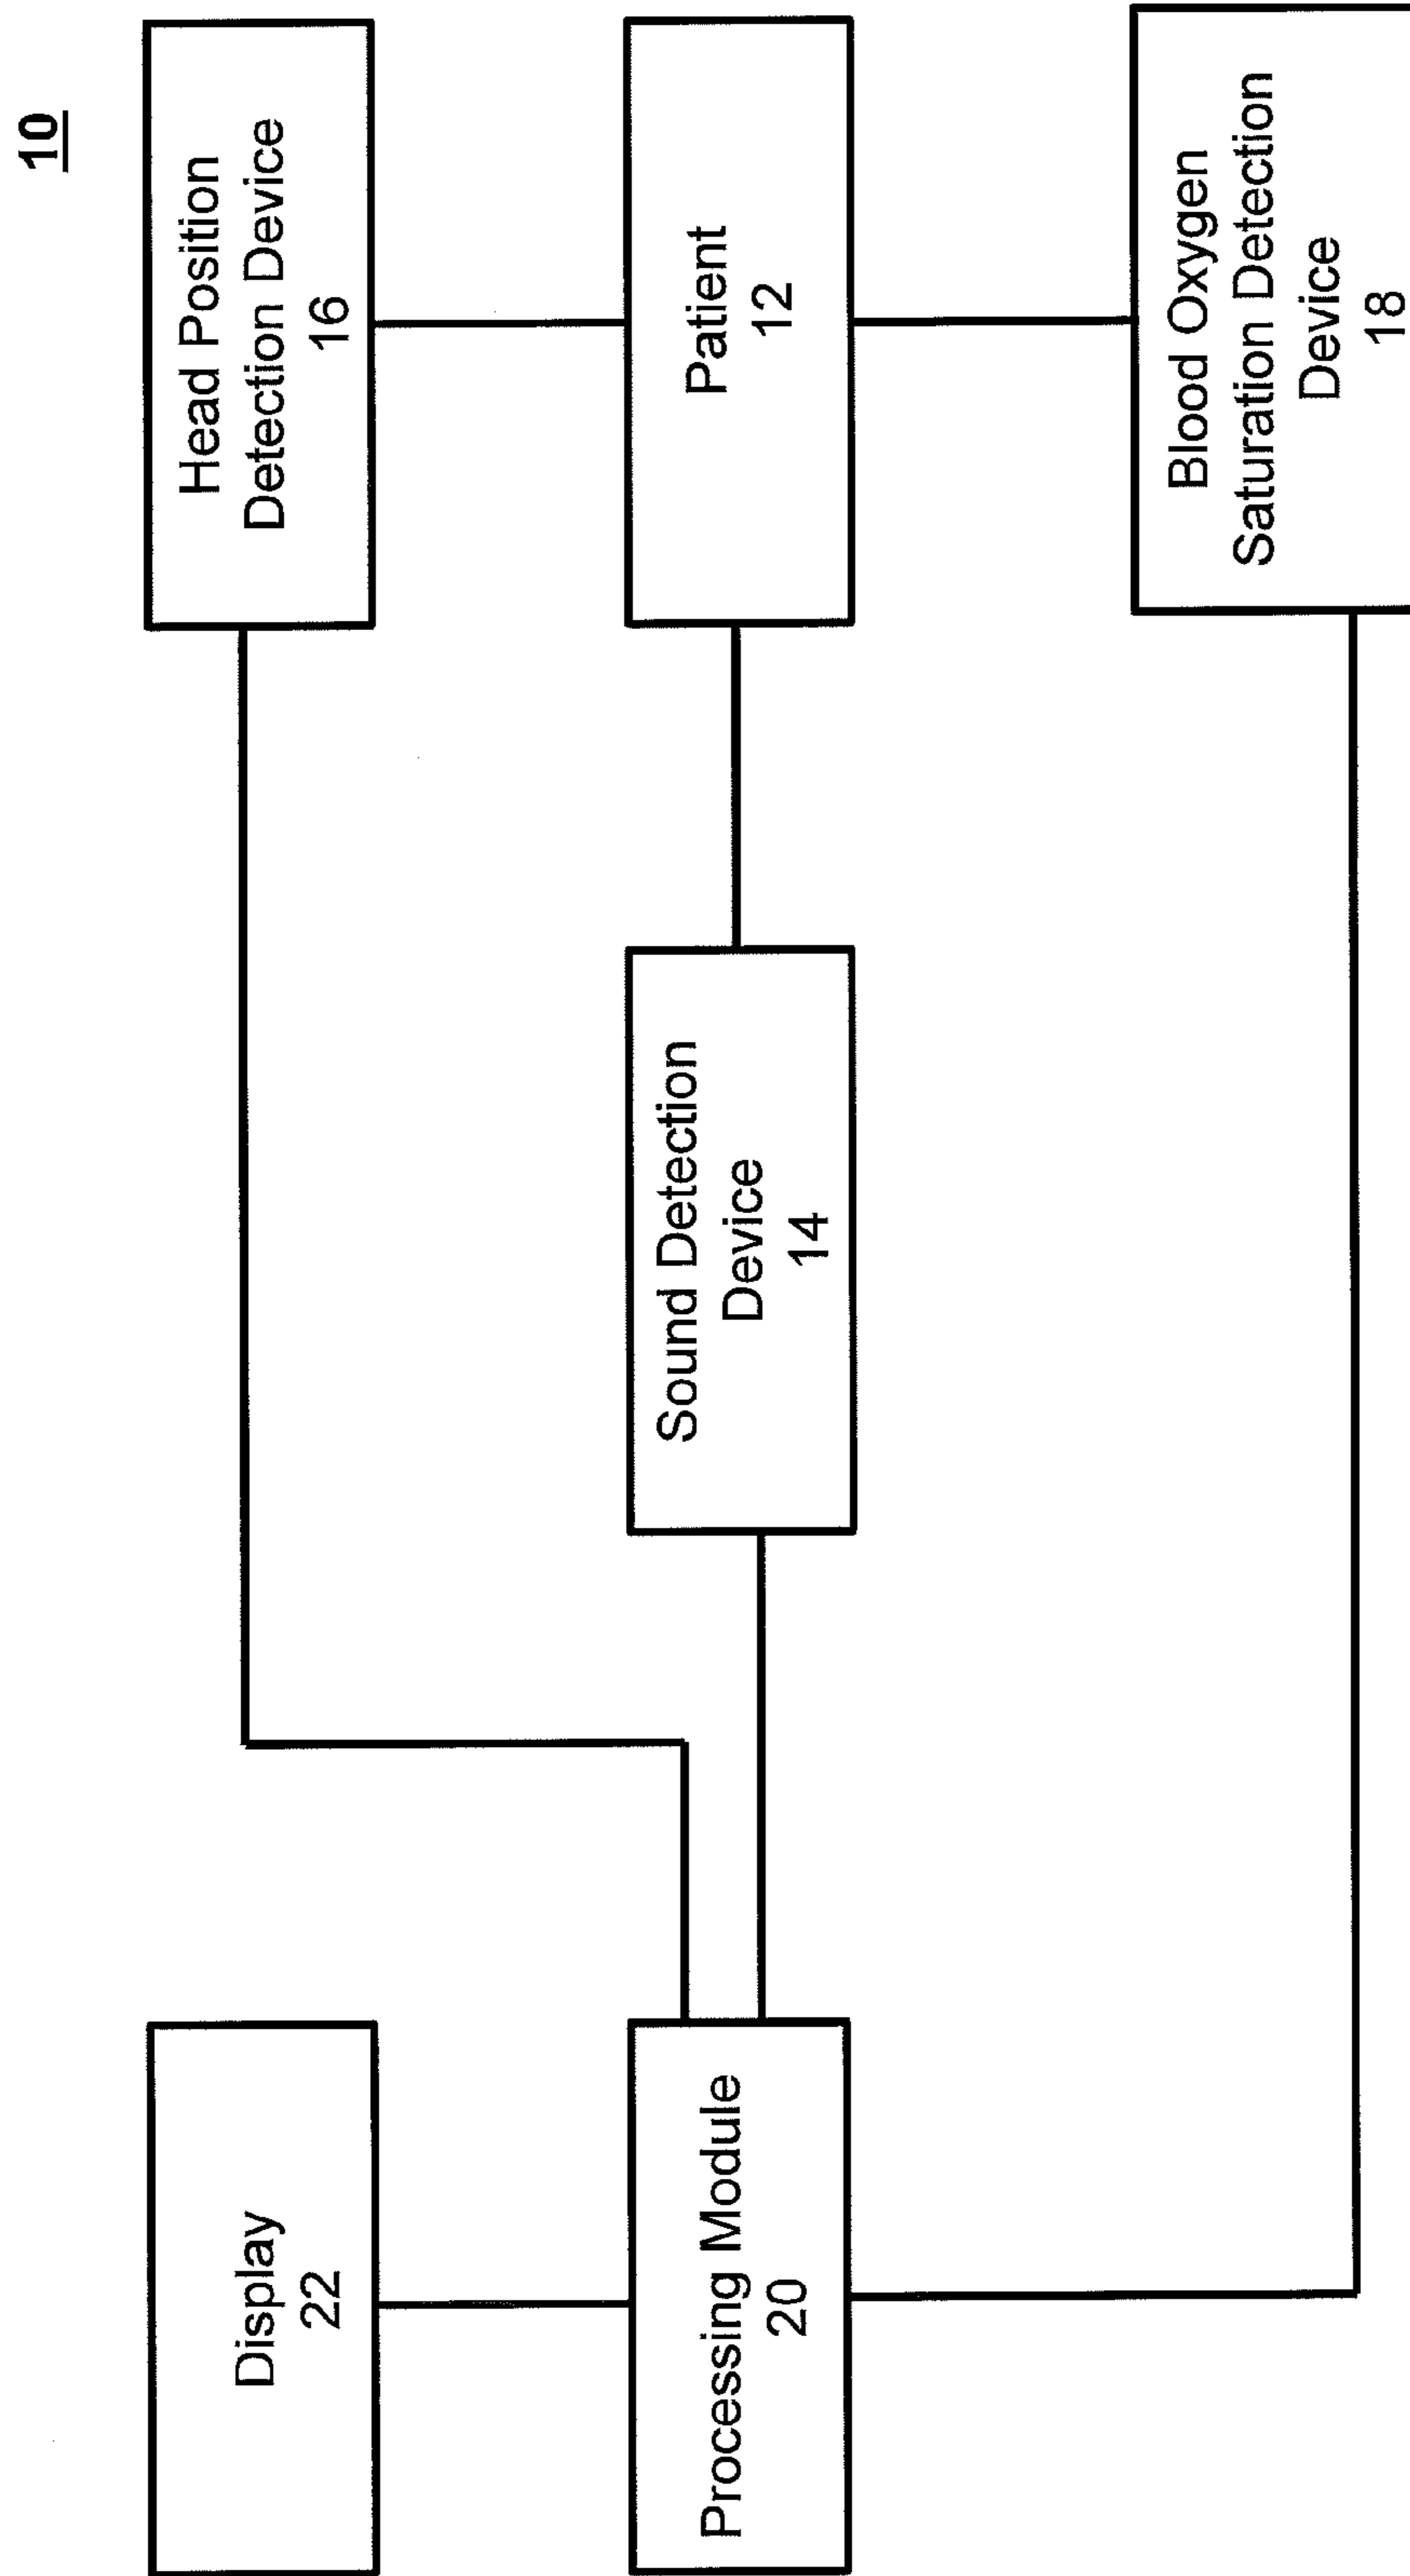 10
Display
22
Head Position
Detection Device
16
Processing Module
20
Sound Detection
Device
14
Patient
12
Blood Oxygen
Saturation Detection
Device
18